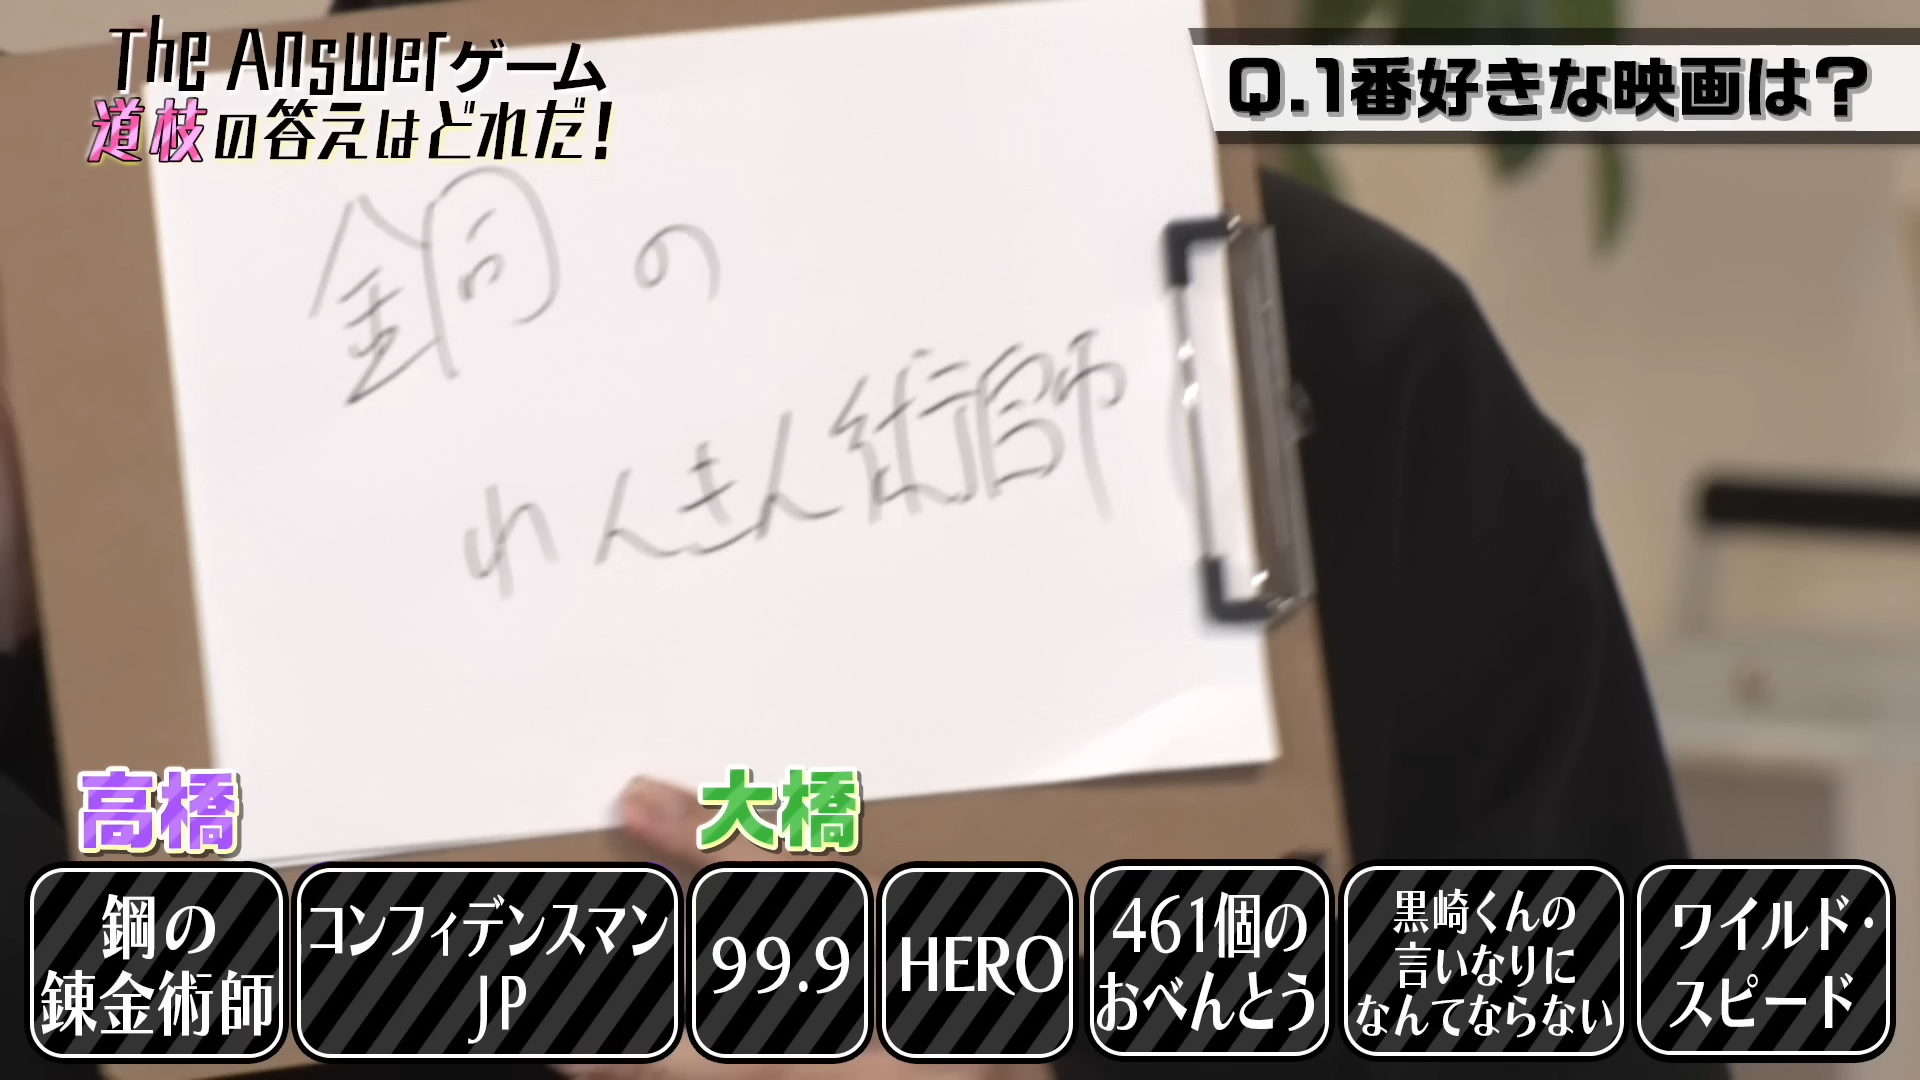 The Answerゲーム
道枝の答えはどれだ!
Q.1番好きな映画は?
銅の
れんきん術師
高橋
大橋
鋼の
錬金術師
コンフィデンスマン
JP
99.9
HERO
461個の
おべんとう
黒崎くんの
言いなりに
なんてならない
ワイルド・
スピード